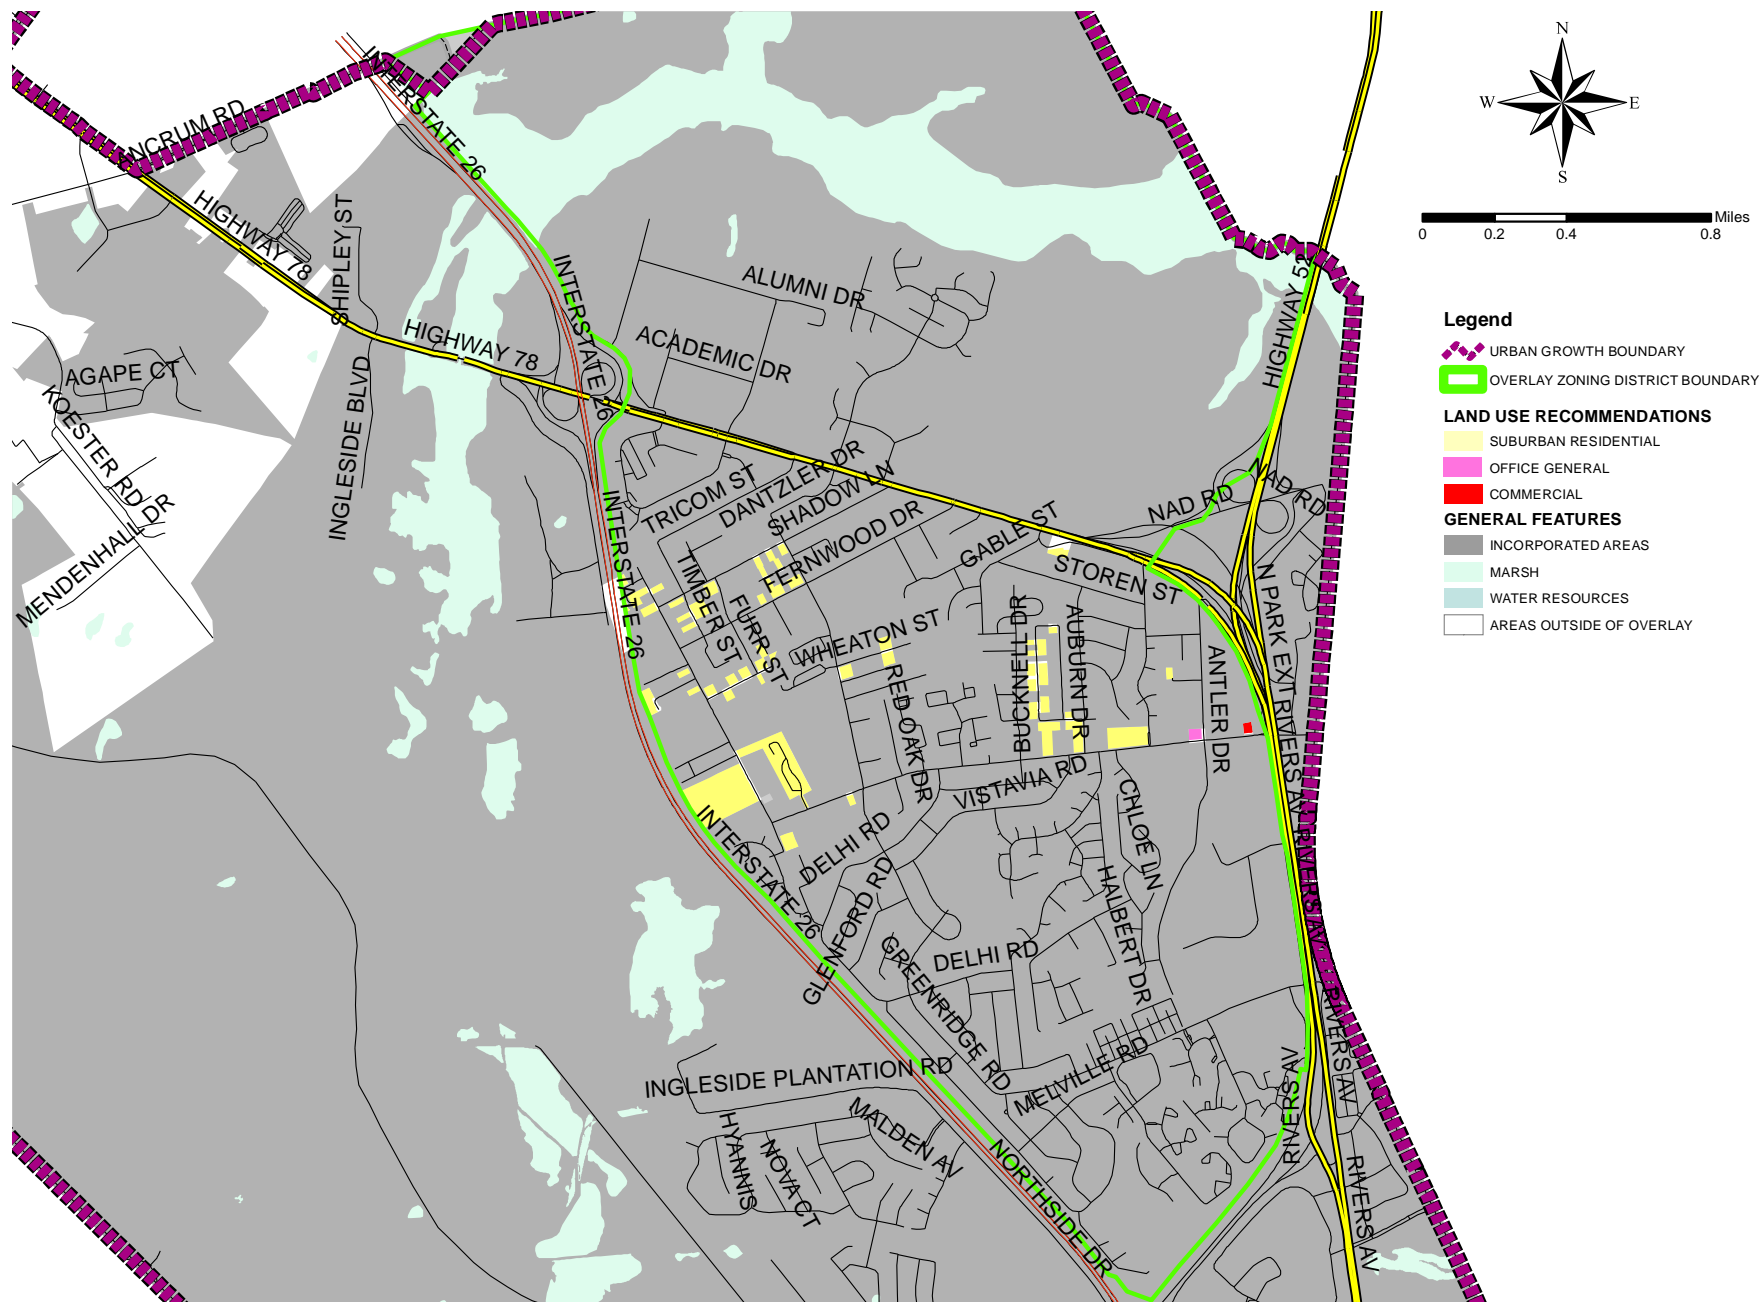 N
W
E
S
Miles
0
0.2
0.4
0.8
Legend
URBAN GROWTH BOUNDARY
OVERLAY ZONING DISTRICT BOUNDARY
LAND USE RECOMMENDATIONS
SUBURBAN RESIDENTIAL
OFFICE GENERAL
COMMERCIAL
GENERAL FEATURES
INCORPORATED AREAS
MARSH
WATER RESOURCES
AREAS OUTSIDE OF OVERLAY
INTERSTATE 26
NCRUM RD
HIGHWAY 78
SHIPLEY ST
INTERSTATE 26
ALUMNI DR
HIGHWAY 52
HIGHWAY 78
ACADEMIC DR
AGAPE CT
KOESTER RD
INGLESIDE BLVD
MENDENHALL DR
TRICOM ST
DANTZLER DR
SHADOW LN
NAD RD
NAD RD
INTERSTATE 26
TIMBER ST
FERNWOOD DR
GABLE ST
STOREN ST
N PARK EXT
FURR ST
WHEATON ST
BUCKNELL DR
AUBURN DR
ANTLER DR
RED OAK DR
RIVERS AV
VISTAVIA RD
CHLOE LN
INTERSTATE 26
DELHI RD
GLENFORD RD
HALBERT DR
RIVERS AV
GREENRIDGE RD
DELHI RD
RIVERS AV
MELVILLE RD
RIVERS AV
INGLESIDE PLANTATION RD
HYANNIS
NOVA CT
MALDEN AV
NORTHSIDE DR
RIVERS AV